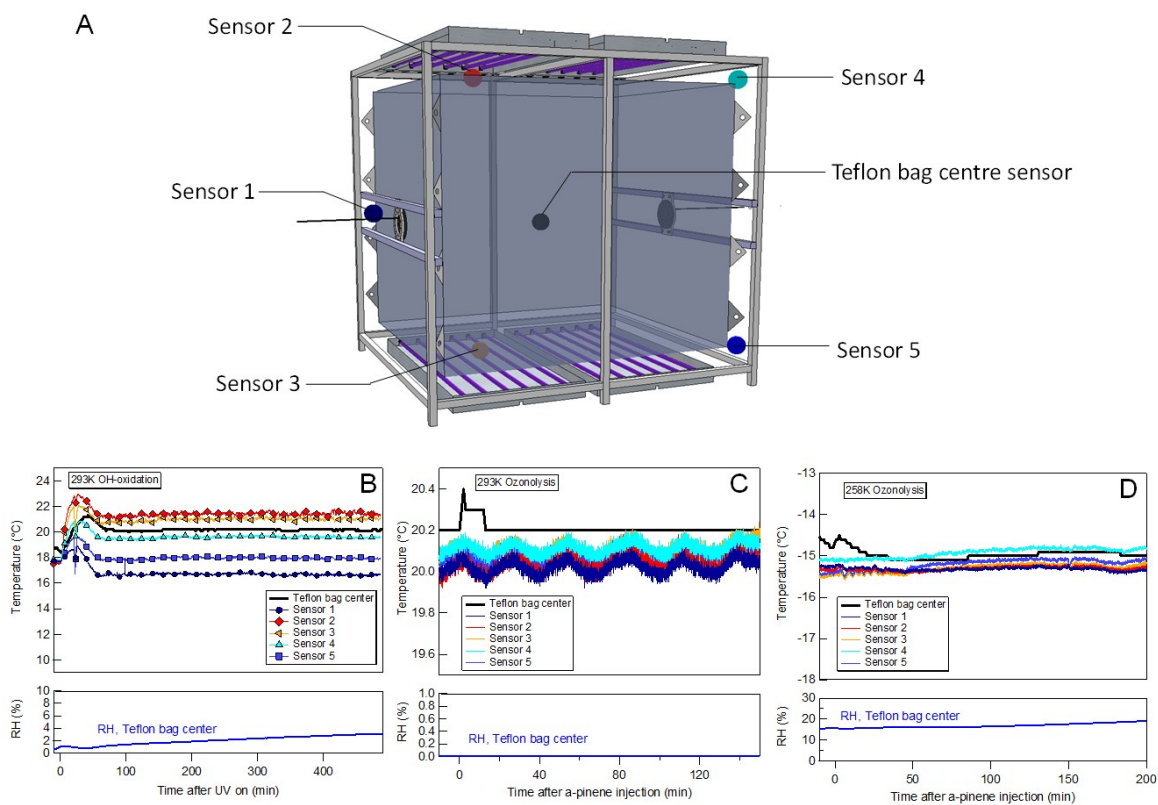 A
Sensor 2
Sensor 4
Sensor 1
Teflon bag centre sensor
Sensor 3
Sensor 5
B
293K OH-oxidation
Temperature (°C)
24
22
20
18
16
14
12
10
Teflon bag center
Sensor 1
Sensor 2
Sensor 3
Sensor 4
Sensor 5
RH (%)
10
8
6
4
2
0
RH, Teflon bag center
0 100 200 300 400
Time after UV on (min)
C
293K Ozonolysis
Temperature (°C)
20.4
20.2
20.0
19.8
19.6
Teflon bag center
Sensor 1
Sensor 2
Sensor 3
Sensor 4
Sensor 5
RH (%)
1.0
0.8
0.6
0.4
0.2
0.0
RH, Teflon bag center
0 40 80 120
Time after a-pinene injection (min)
D
258K Ozonolysis
Temperature (°C)
-13
-14
-15
-16
-17
-18
Teflon bag center
Sensor 1
Sensor 2
Sensor 3
Sensor 4
Sensor 5
RH (%)
30
20
10
0
RH, Teflon bag center
0 50 100 150 200
Time after a-pinene injection (min)